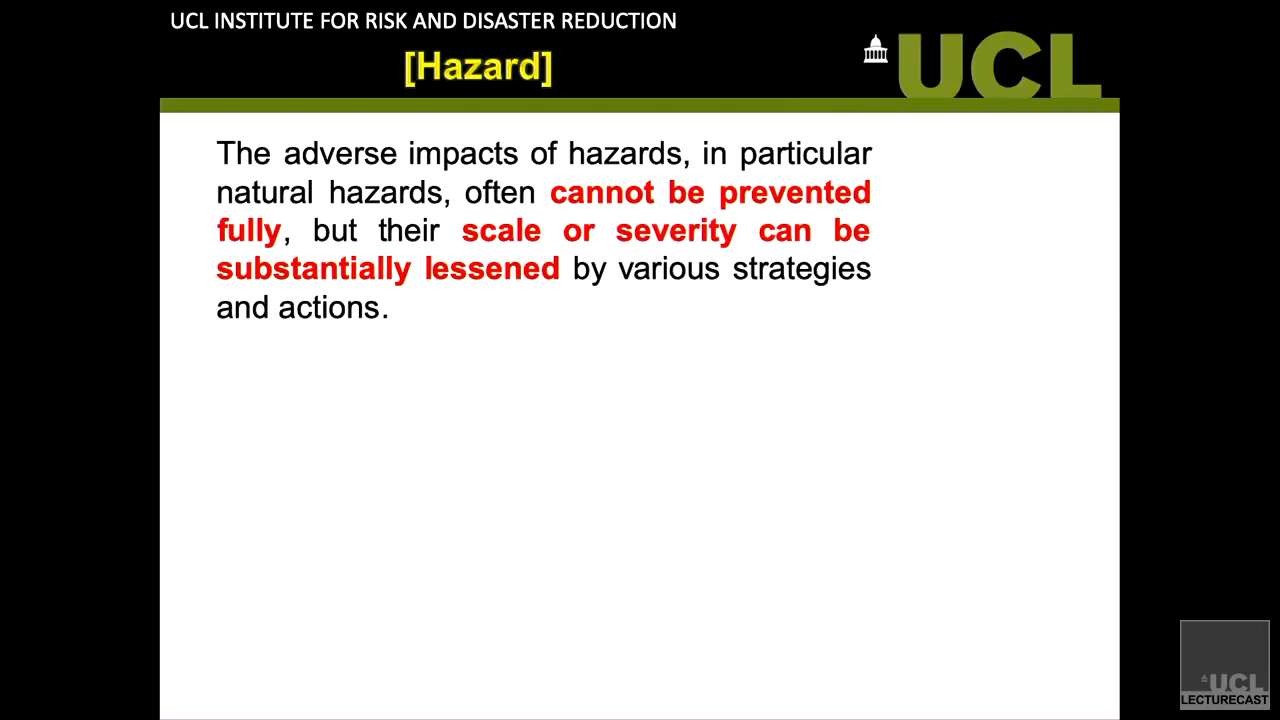 UCL INSTITUTE FOR RISK AND DISASTER REDUCTION
[Hazard]
UCL
The adverse impacts of hazards, in particular
natural hazards, often cannot be prevented
fully, but their scale or severity can be
substantially lessened by various strategies
and actions.
UCL
LECTURECAST